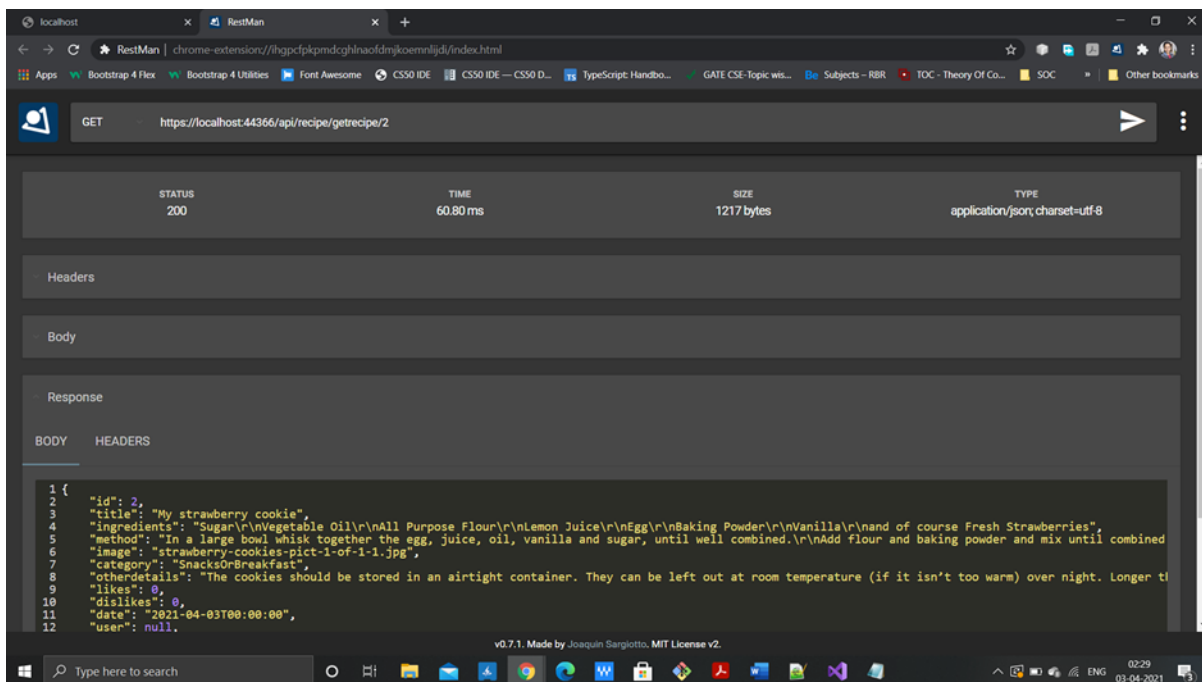 localhost
RestMan
RestMan | chrome-extension://ihgpcfpkpmdcghlnaofdmjkoemnlijdi/index.html
Apps Bootstrap 4 Flex Bootstrap 4 Utilities Font Awesome CS50 IDE CS50 IDE — CS50 D... TypeScript: Handbo... GATE CSE-Topic wis... Be Subjects – RBR TOC - Theory Of Co... SOC » Other bookmarks
GET https://localhost:44366/api/recipe/getrecipe/2
STATUS TIME SIZE TYPE
200 60.80 ms 1217 bytes application/json; charset=utf-8
Headers
Body
Response
BODY HEADERS
1 {
2 "id": 2,
3 "title": "My strawberry cookie",
4 "ingredients": "Sugar\r\nVegetable Oil\r\nAll Purpose Flour\r\nLemon Juice\r\nEgg\r\nBaking Powder\r\nVanilla\r\nand of course Fresh Strawberries",
5 "method": "In a large bowl whisk together the egg, juice, oil, vanilla and sugar, until well combined.\r\nAdd flour and baking powder and mix until combined
6 "image": "strawberry-cookies-pict-1-of-1-1.jpg",
7 "category": "SnacksOrBreakfast",
8 "otherdetails": "The cookies should be stored in an airtight container. They can be left out at room temperature (if it isn’t too warm) over night. Longer th
9 "likes": 0,
10 "dislikes": 0,
11 "date": "2021-04-03T00:00:00",
12 "user": null,
v0.7.1. Made by Joaquin Sargiotto. MIT License v2.
Type here to search
ENG
02:29
03-04-2021